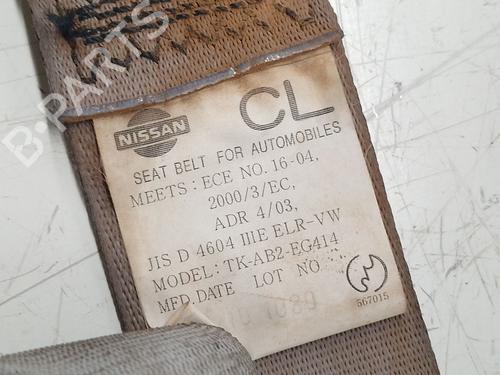 B-PARTS
NISSAN
CL
SEAT BELT FOR AUTOMOBILES
MEETS : ECE NO. 16-04,
2000/3/EC,
ADR 4/03,
JIS D 4604 IIIE ELR-VW
MODEL: TK-AB2-EG414
MFD.DATE LOT NO
567015